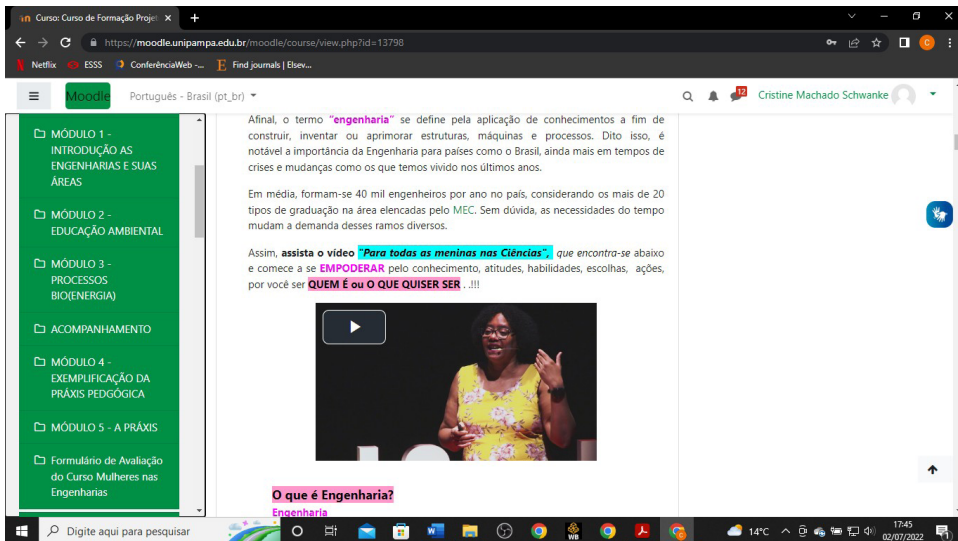 Curso: Curso de Formação Projet
https://moodle.unipampa.edu.br/moodle/course/view.php?id=13798
Netflix
ESSS
ConferênciaWeb -...
Find journals | Elsev...
Moodle
Português - Brasil (pt_br)
12
Cristine Machado Schwanke
MÓDULO 1 -
INTRODUÇÃO AS
ENGENHARIAS E SUAS
ÁREAS
MÓDULO 2 -
EDUCAÇÃO AMBIENTAL
MÓDULO 3 -
PROCESSOS
BIO(ENERGIA)
ACOMPANHAMENTO
MÓDULO 4 -
EXEMPLIFICAÇÃO DA
PRÁXIS PEDGÓGICA
MÓDULO 5 - A PRÁXIS
Formulário de Avaliação
do Curso Mulheres nas
Engenharias
Afinal, o termo "engenharia" se define pela aplicação de conhecimentos a fim de
construir, inventar ou aprimorar estruturas, máquinas e processos. Dito isso, é
notável a importância da Engenharia para países como o Brasil, ainda mais em tempos de
crises e mudanças como os que temos vivido nos últimos anos.
Em média, formam-se 40 mil engenheiros por ano no país, considerando os mais de 20
tipos de graduação na área elencadas pelo MEC. Sem dúvida, as necessidades do tempo
mudam a demanda desses ramos diversos.
Assim, assista o vídeo "Para todas as meninas nas Ciências", que encontra-se abaixo
e comece a se EMPODERAR pelo conhecimento, atitudes, habilidades, escolhas, ações,
por você ser QUEM É ou O QUE QUISER SER . .!!!
O que é Engenharia?
Engenharia
Digite aqui para pesquisar
WB
14°C
17:45
02/07/2022